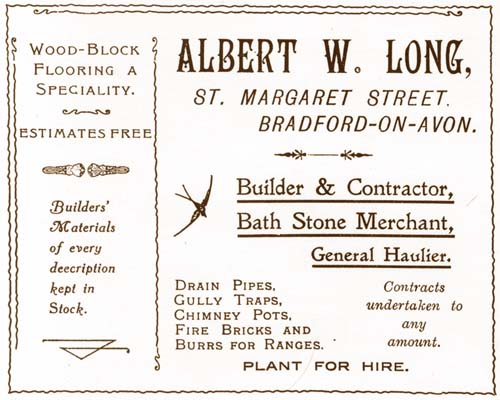 WOOD-BLOCK
FLOORING A
SPECIALITY.
ESTIMATES FREE
Builders'
Materials
of every
deecription
kept in
Stock.
ALBERT W. LONG,
ST. MARGARET STREET.
BRADFORD-ON-AVON.
Builder & Contractor,
Bath Stone Merchant,
General Haulier.
DRAIN PIPES,
GULLY TRAPS,
CHIMNEY POTS,
FIRE BRICKS AND
BURRS FOR RANGES.
Contracts
undertaken to
any
amount.
PLANT FOR HIRE.